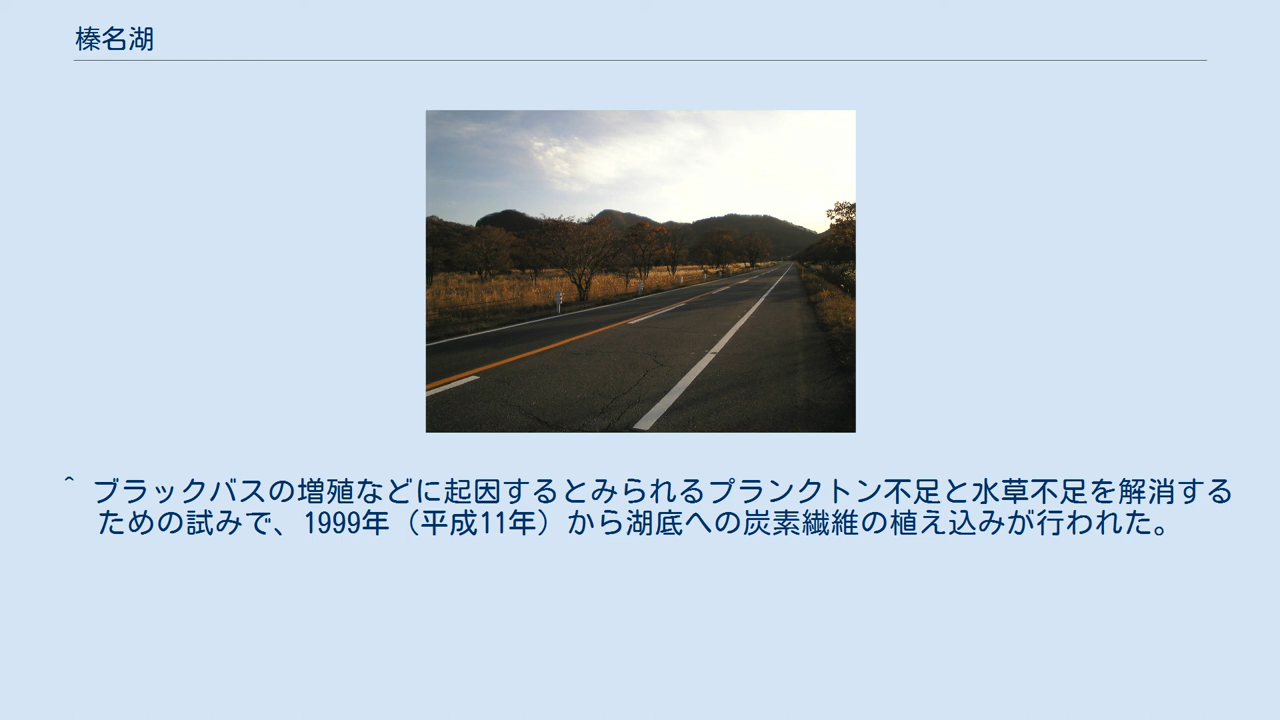 榛名湖
^ ブラックバスの増殖などに起因するとみられるプランクトン不足と水草不足を解消する
ための試みで、1999年（平成11年）から湖底への炭素繊維の植え込みが行われた。